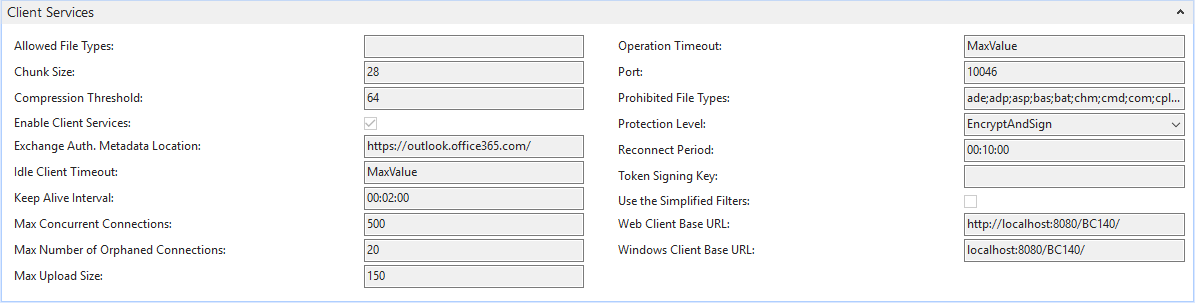 Client Services
Allowed File Types:
Chunk Size: 28
Compression Threshold: 64
Enable Client Services:
Exchange Auth. Metadata Location: https://outlook.office365.com/
Idle Client Timeout: MaxValue
Keep Alive Interval: 00:02:00
Max Concurrent Connections: 500
Max Number of Orphaned Connections: 20
Max Upload Size: 150
Operation Timeout: MaxValue
Port: 10046
Prohibited File Types: ade;adp;asp;bas;bat;chm;cmd;com;cpl...
Protection Level: EncryptAndSign
Reconnect Period: 00:10:00
Token Signing Key:
Use the Simplified Filters:
Web Client Base URL: http://localhost:8080/BC140/
Windows Client Base URL: localhost:8080/BC140/